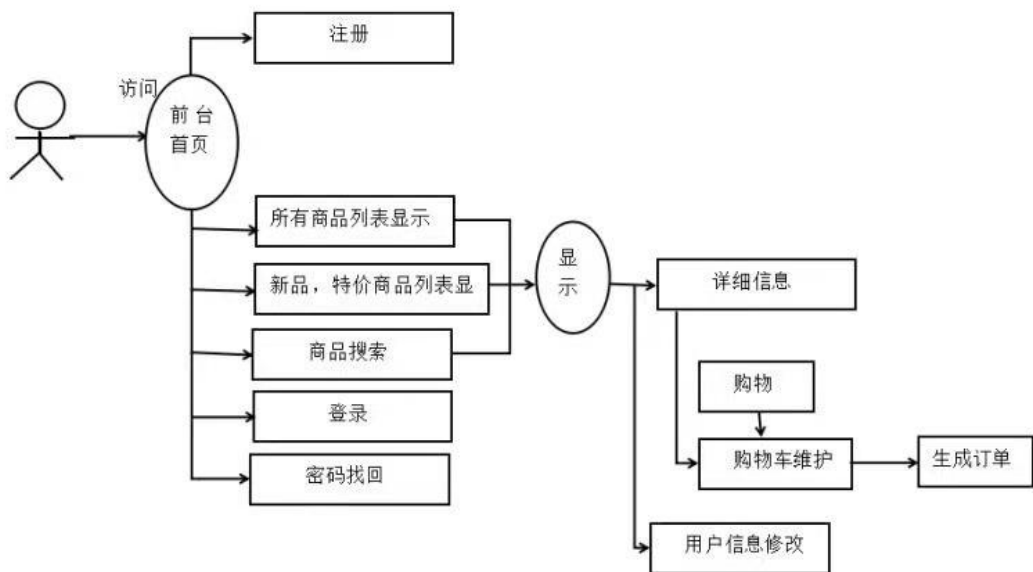 注册
访问
前台
首页
所有商品列表显示
新品，特价商品列表显
商品搜索
登录
密码找回
显
示
详细信息
购物
购物车维护
生成订单
用户信息修改